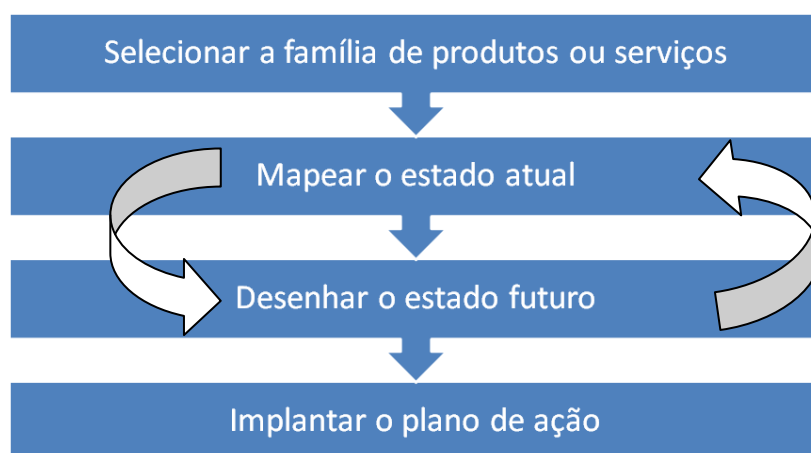 Selecionar a família de produtos ou serviços
Mapear o estado atual
Desenhar o estado futuro
Implantar o plano de ação